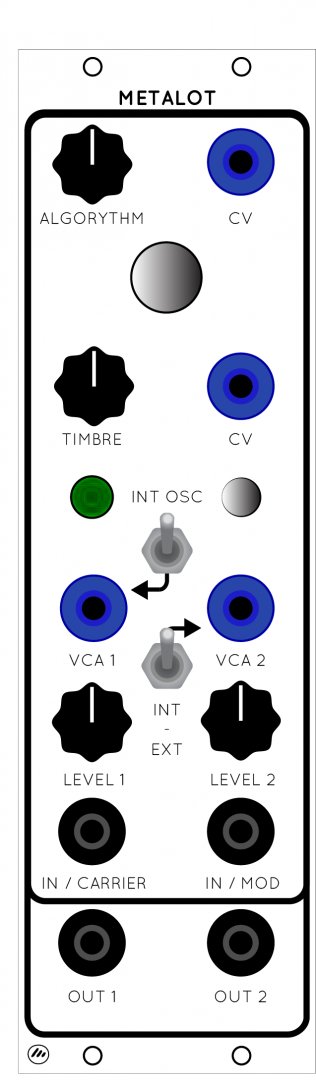 METALOT
ALGORYTHM CV
TIMBRE CV
INT OSC
VCA 1 VCA 2
INT
-
EXT
LEVEL 1 LEVEL 2
IN / CARRIER IN / MOD
OUT 1 OUT 2